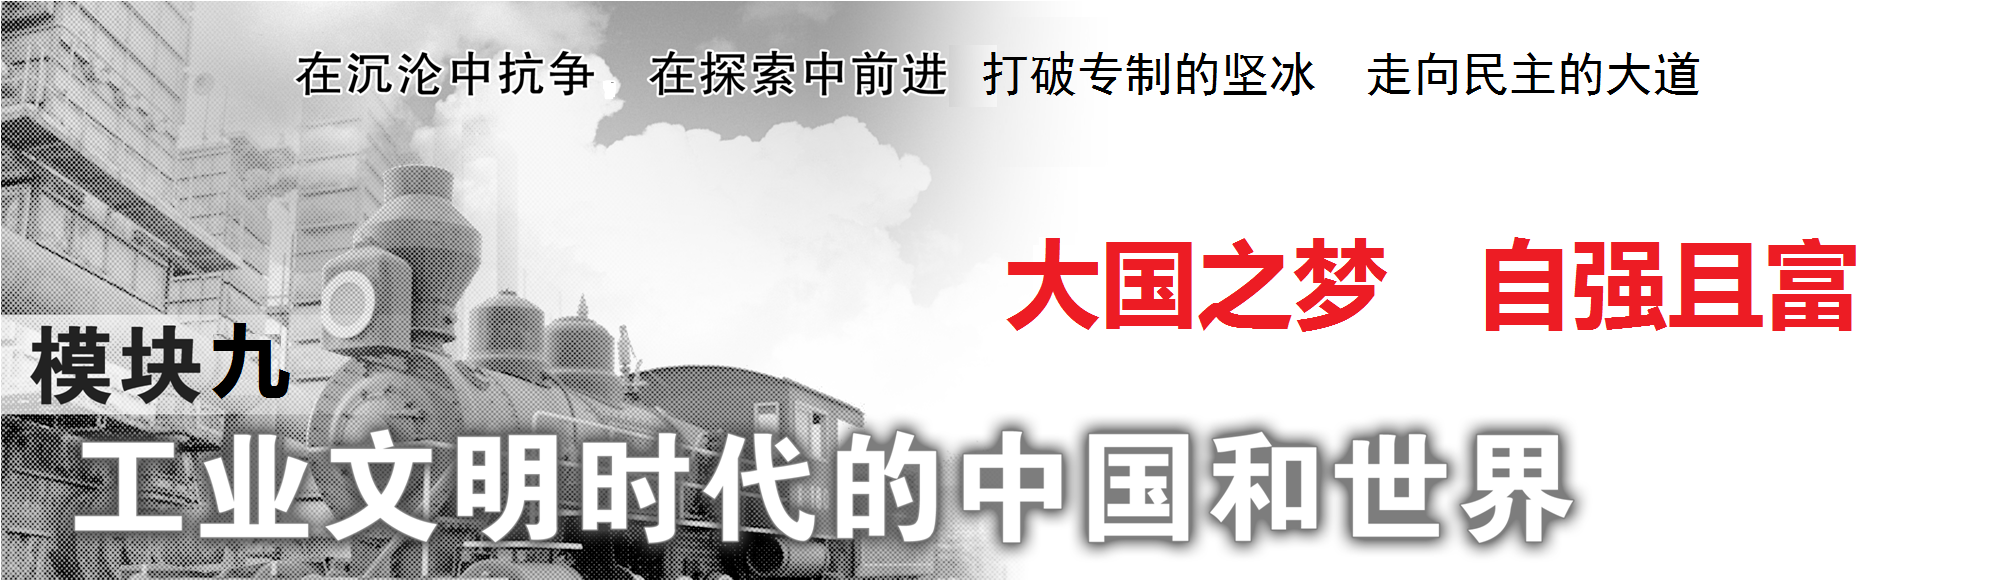 在沉沦中抗争　在探索中前进　打破专制的坚冰　走向民主的大道
大国之梦　自强且富
模块九
工业文明时代的中国和世界